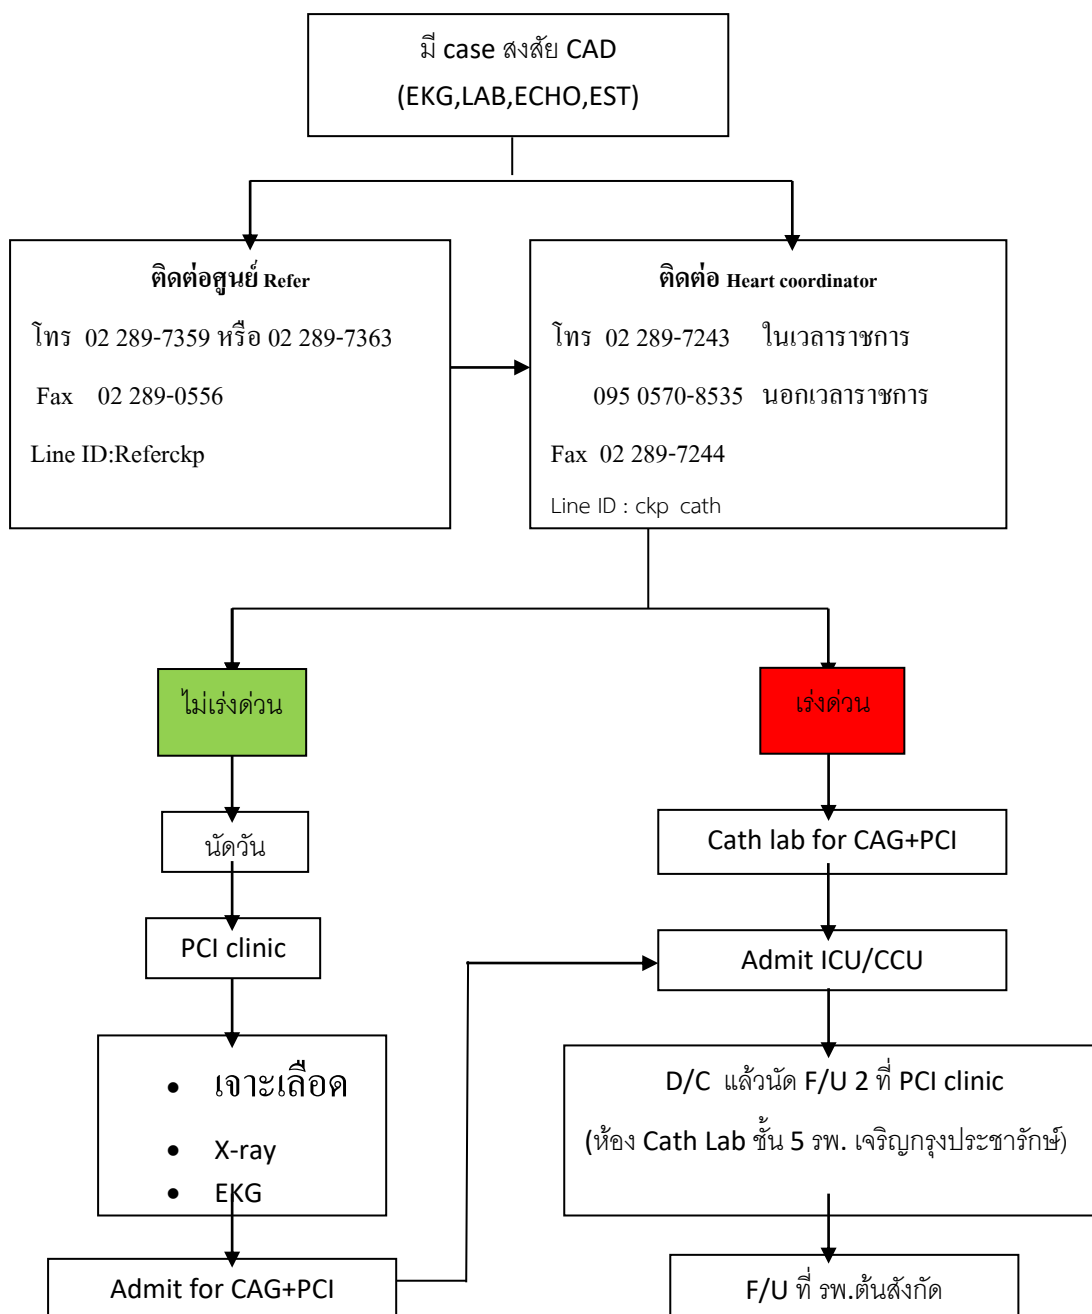 มี case สงสัย CAD
(EKG,LAB,ECHO,EST)
ติดต่อศูนย์ Refer
โทร 02 289-7359 หรือ 02 289-7363
Fax 02 289-0556
Line ID:Referckp
ติดต่อ Heart coordinator
โทร 02 289-7243 ในเวลาราชการ
095 0570-8535 นอกเวลาราชการ
Fax 02 289-7244
Line ID : ckp cath
ไม่เร่งด่วน
เร่งด่วน
นัดวัน
Cath lab for CAG+PCI
PCI clinic
Admit ICU/CCU
• เจาะเลือด
• X-ray
• EKG
D/C แล้วนัด F/U 2 ที่ PCI clinic
(ห้อง Cath Lab ชั้น 5 รพ. เจริญกรุงประชารักษ์)
Admit for CAG+PCI
F/U ที่ รพ.ต้นสังกัด